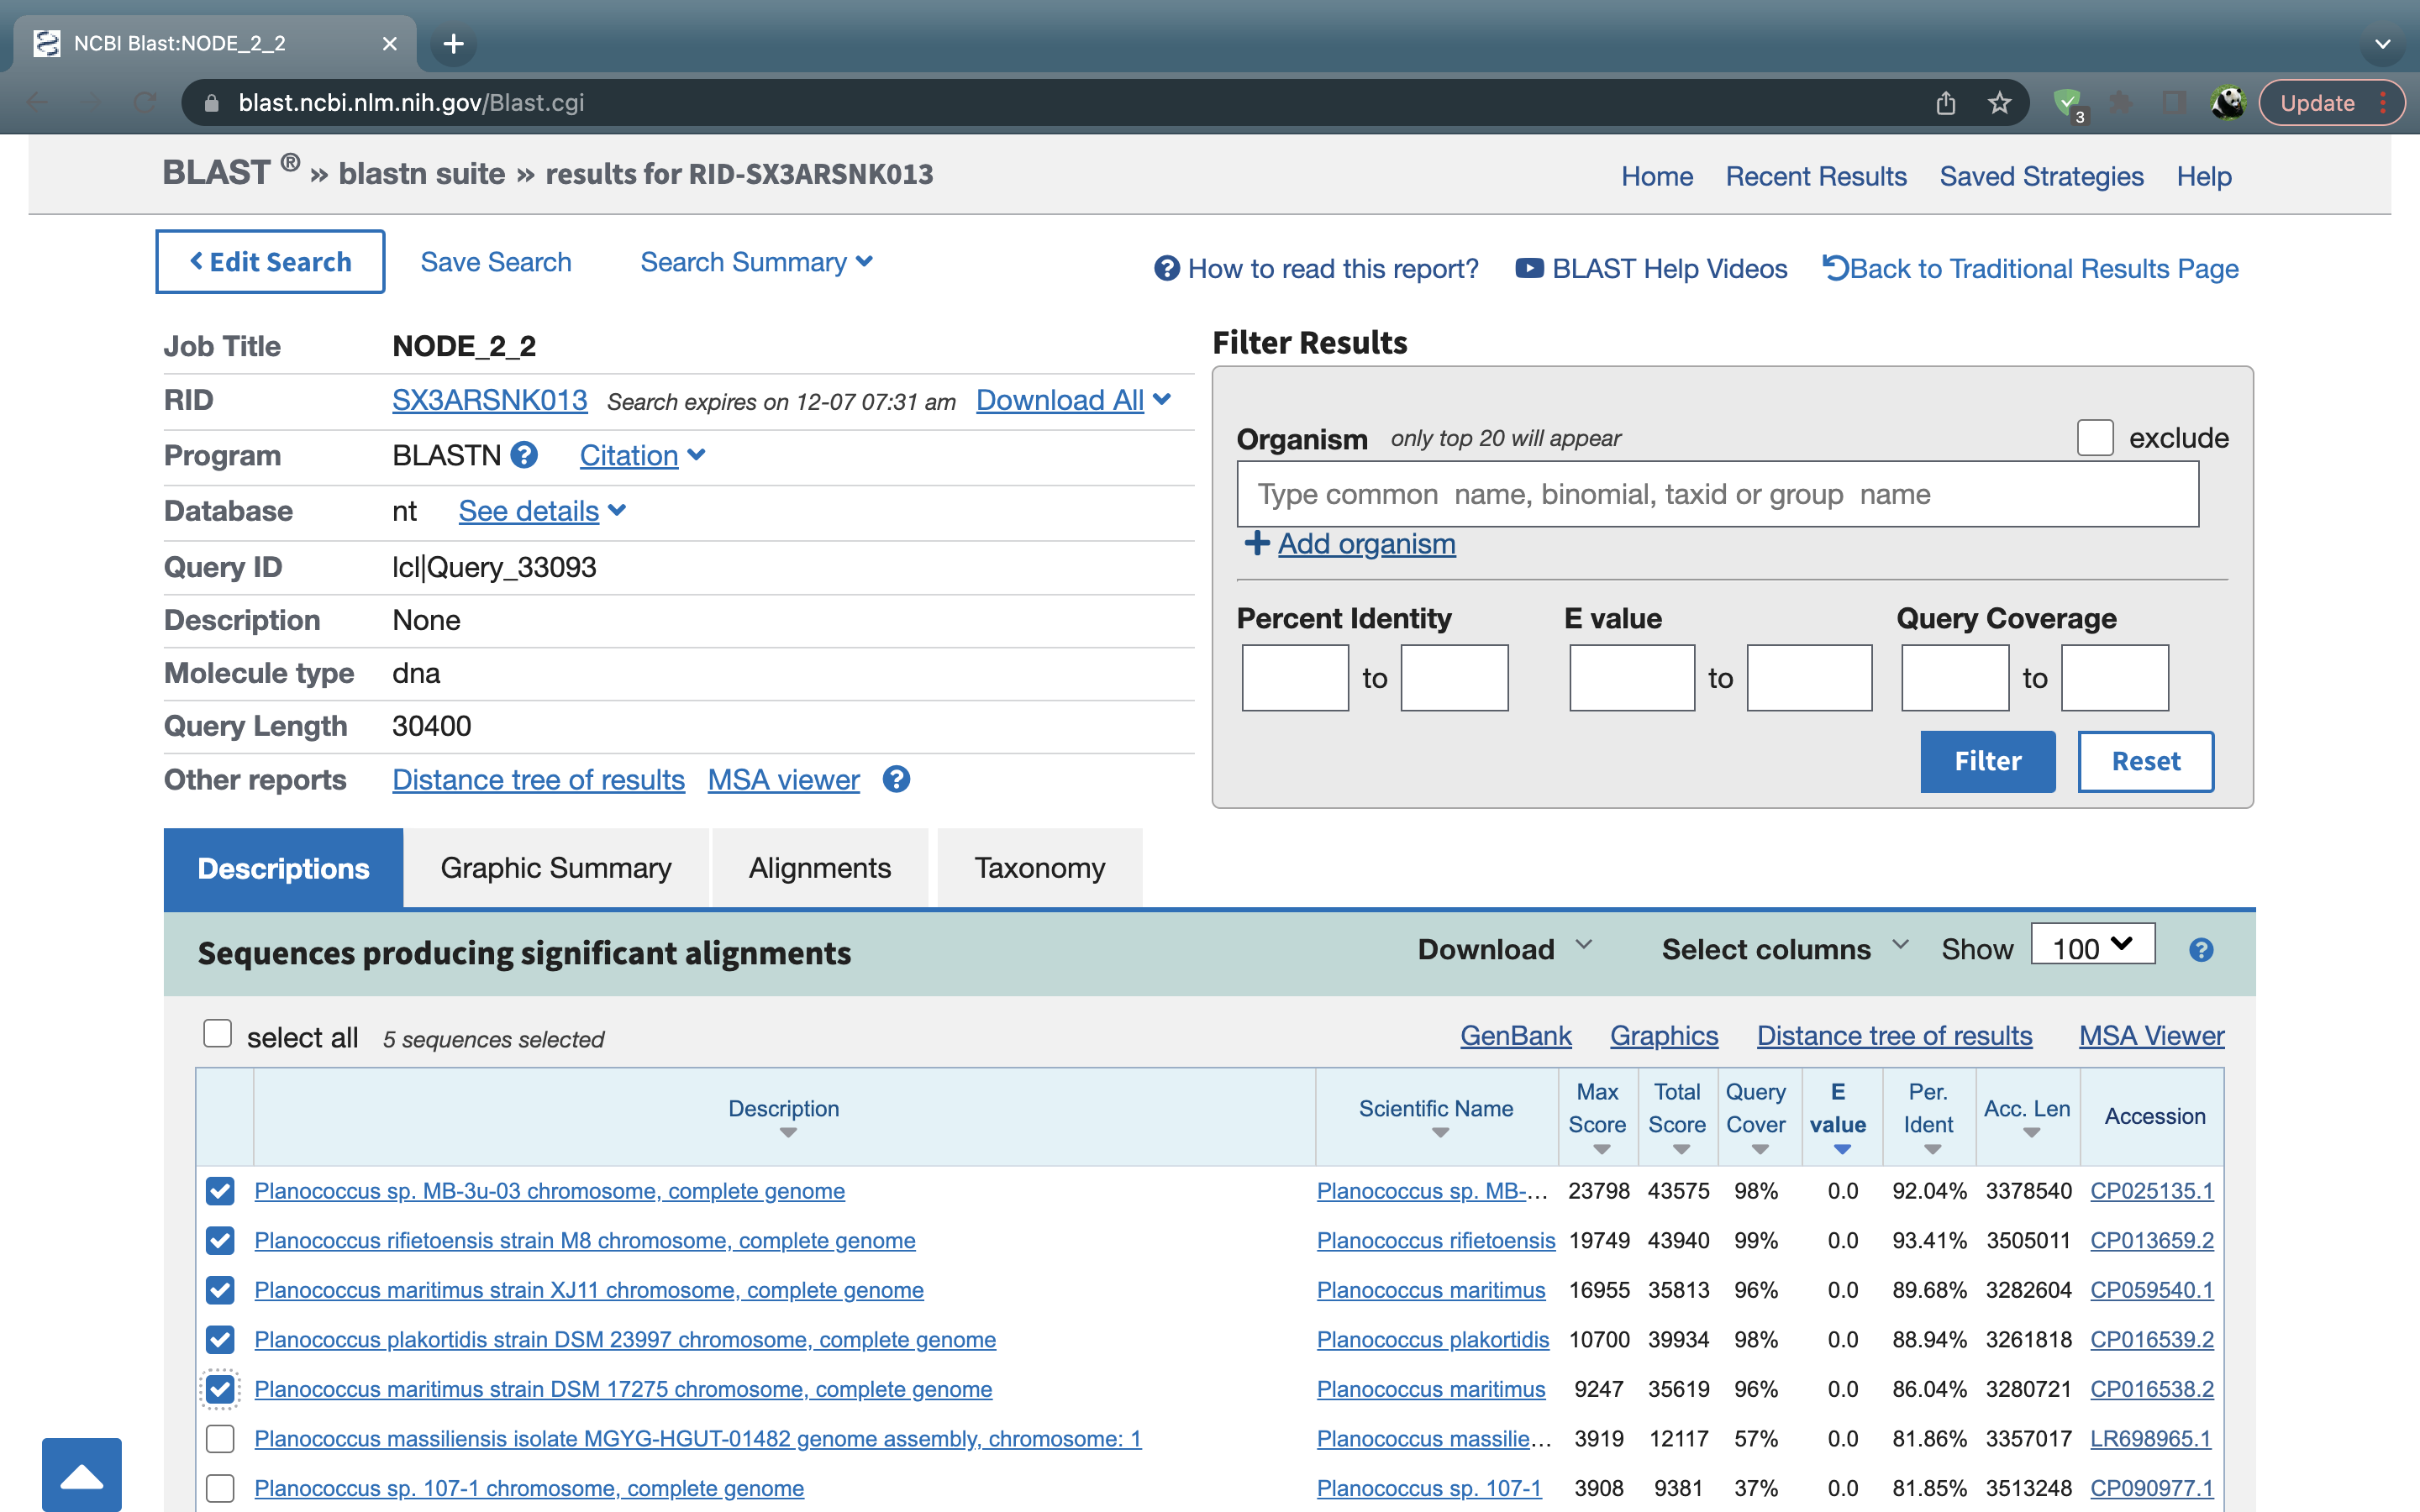 NCBI Blast:NODE_2_2
blast.ncbi.nlm.nih.gov/Blast.cgi
3
Update
BLAST ® » blastn suite » results for RID-SX3ARSNK013
Home Recent Results Saved Strategies Help
Edit Search Save Search Search Summary
How to read this report? BLAST Help Videos Back to Traditional Results Page
Job Title NODE_2_2
RID SX3ARSNK013 Search expires on 12-07 07:31 am Download All
Program BLASTN Citation
Database nt See details
Query ID lcl|Query_33093
Description None
Molecule type dna
Query Length 30400
Other reports Distance tree of results MSA viewer
Filter Results
Organism only top 20 will appear exclude
Type common name, binomial, taxid or group name
Add organism
Percent Identity E value Query Coverage
to to to
Filter Reset
Descriptions Graphic Summary Alignments Taxonomy
Sequences producing significant alignments Download Select columns Show 100
select all 5 sequences selected GenBank Graphics Distance tree of results MSA Viewer
Description Scientific Name Max Score Total Score Query Cover E value Per. Ident Acc. Len Accession
Planococcus sp. MB-3u-03 chromosome, complete genome Planococcus sp. MB-... 23798 43575 98% 0.0 92.04% 3378540 CP025135.1
Planococcus rifietoensis strain M8 chromosome, complete genome Planococcus rifietoensis 19749 43940 99% 0.0 93.41% 3505011 CP013659.2
Planococcus maritimus strain XJ11 chromosome, complete genome Planococcus maritimus 16955 35813 96% 0.0 89.68% 3282604 CP059540.1
Planococcus plakortidis strain DSM 23997 chromosome, complete genome Planococcus plakortidis 10700 39934 98% 0.0 88.94% 3261818 CP016539.2
Planococcus maritimus strain DSM 17275 chromosome, complete genome Planococcus maritimus 9247 35619 96% 0.0 86.04% 3280721 CP016538.2
Planococcus massiliensis isolate MGYG-HGUT-01482 genome assembly, chromosome: 1 Planococcus massilie... 3919 12117 57% 0.0 81.86% 3357017 LR698965.1
Planococcus sp. 107-1 chromosome, complete genome Planococcus sp. 107-1 3908 9381 37% 0.0 81.85% 3513248 CP090977.1